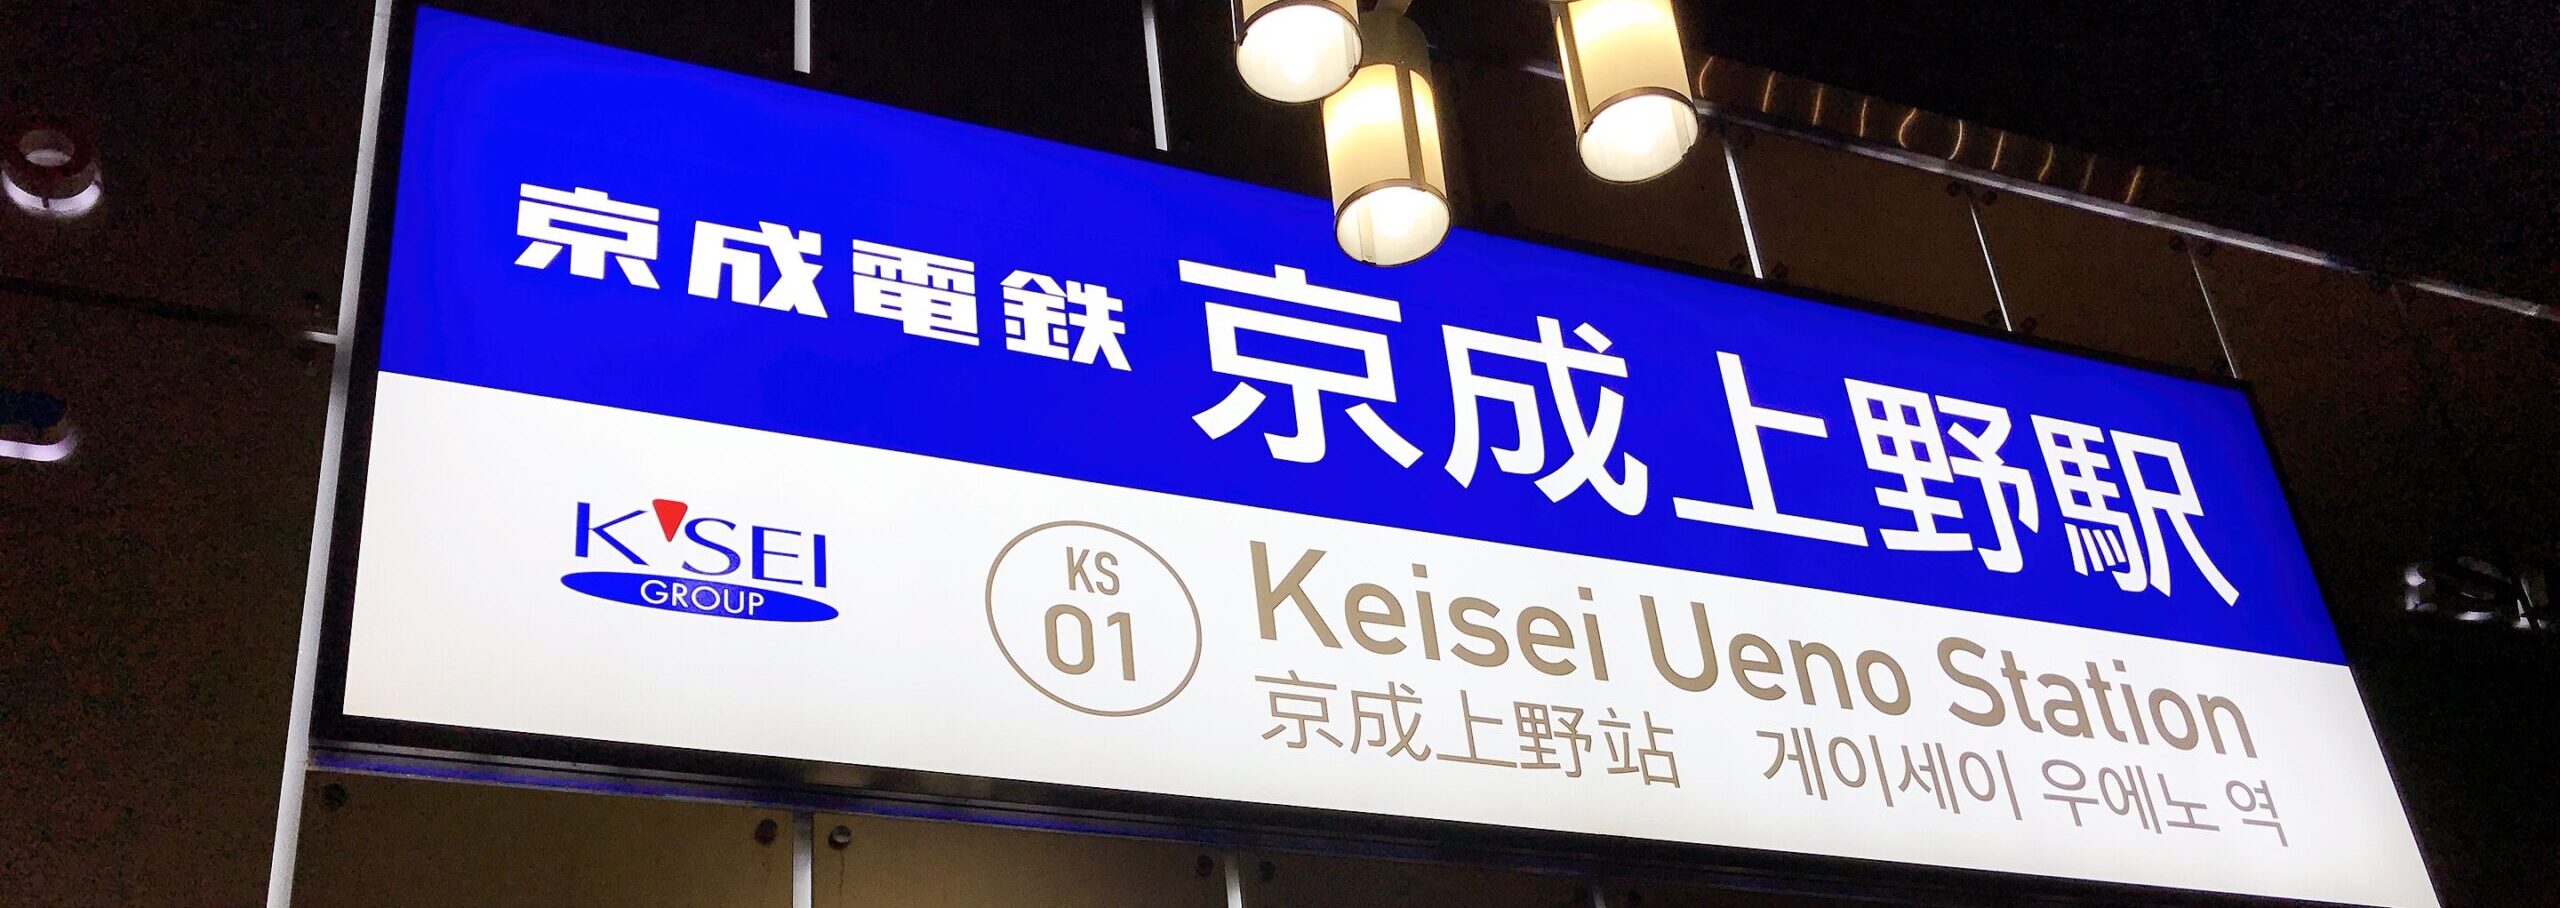 京成電鉄 京成上野駅
K'SEI
GROUP
KS
01
Keisei Ueno Station
京成上野站 게이세이 우에노 역